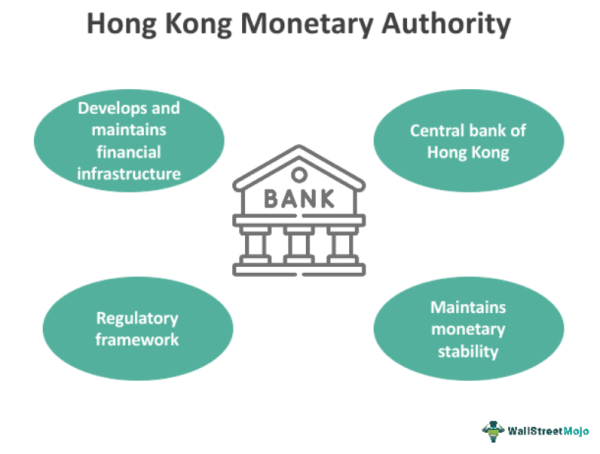 Hong Kong Monetary Authority
Develops and
maintains
financial
infrastructure
Central bank of
Hong Kong
BANK
Regulatory
framework
Maintains
monetary
stability
WallStreetMojo